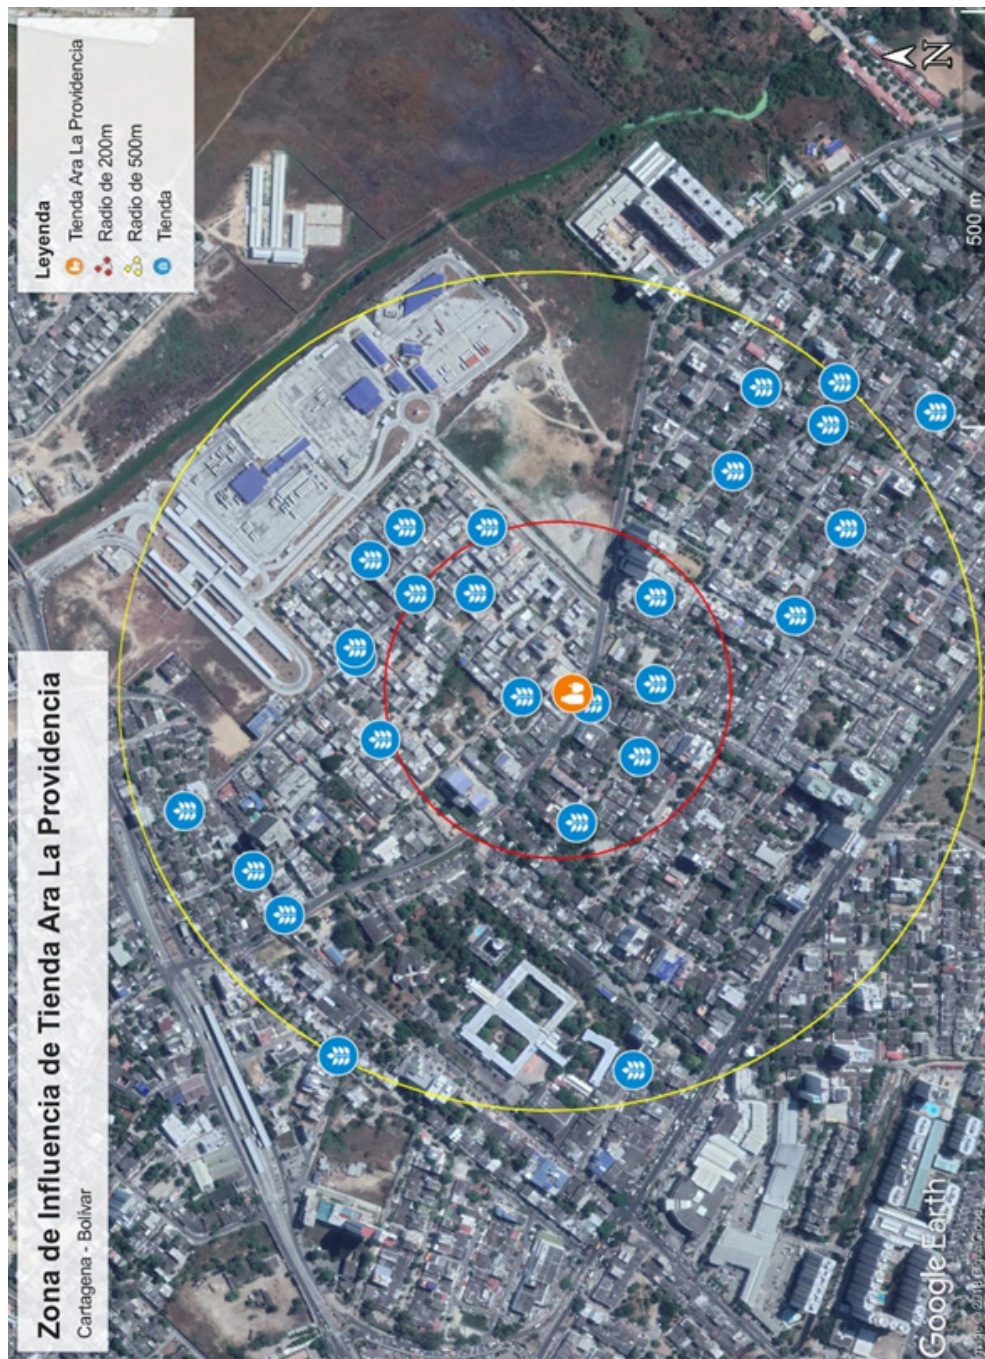 Zona de Influencia de Tienda Ara La Providencia
Cartagena - Bolívar
Leyenda
Tienda Ara La Providencia
Radio de 200m
Radio de 500m
Tienda
N
Google Earth
500 m